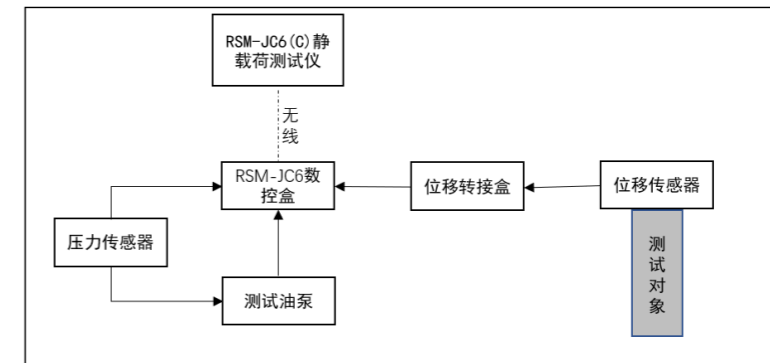 RSM-JC6(C)静
载荷测试仪
无
线
RSM-JC6数
控盒
位移转接盒
位移传感器
压力传感器
测试油泵
测
试
对
象